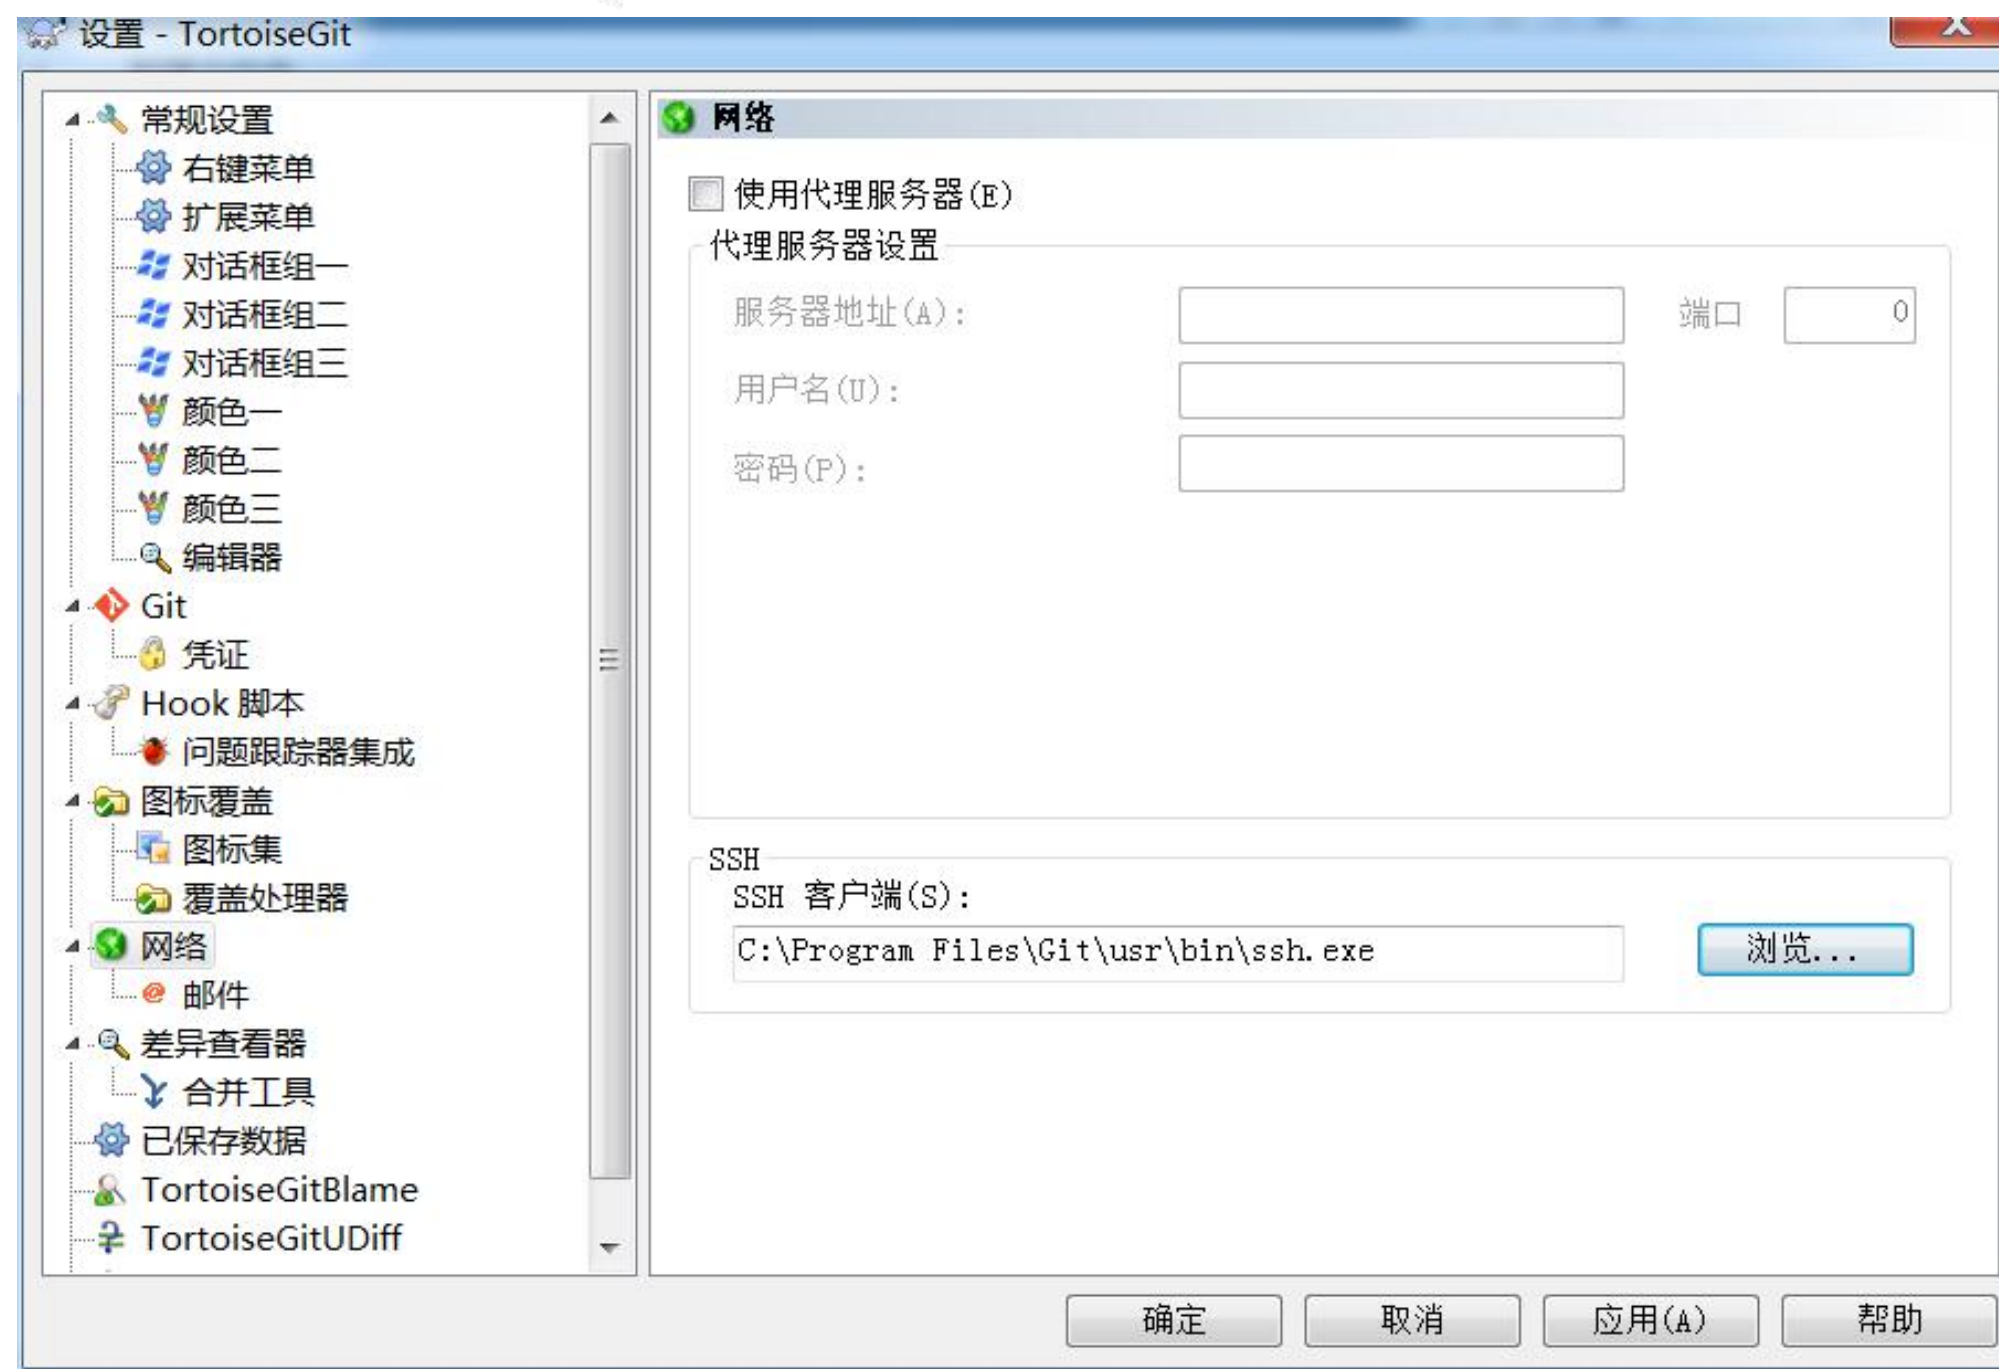 设置 - TortoiseGit
常规设置
右键菜单
扩展菜单
对话框组一
对话框组二
对话框组三
颜色一
颜色二
颜色三
编辑器
Git
凭证
Hook 脚本
问题跟踪器集成
图标覆盖
图标集
覆盖处理器
网络
邮件
差异查看器
合并工具
已保存数据
TortoiseGitBlame
TortoiseGitUDiff
网络
使用代理服务器(E)
代理服务器设置
服务器地址(A): 端口 0
用户名(U):
密码(P):
SSH
SSH 客户端(S):
C:\Program Files\Git\usr\bin\ssh.exe 浏览...
确定 取消 应用(A) 帮助